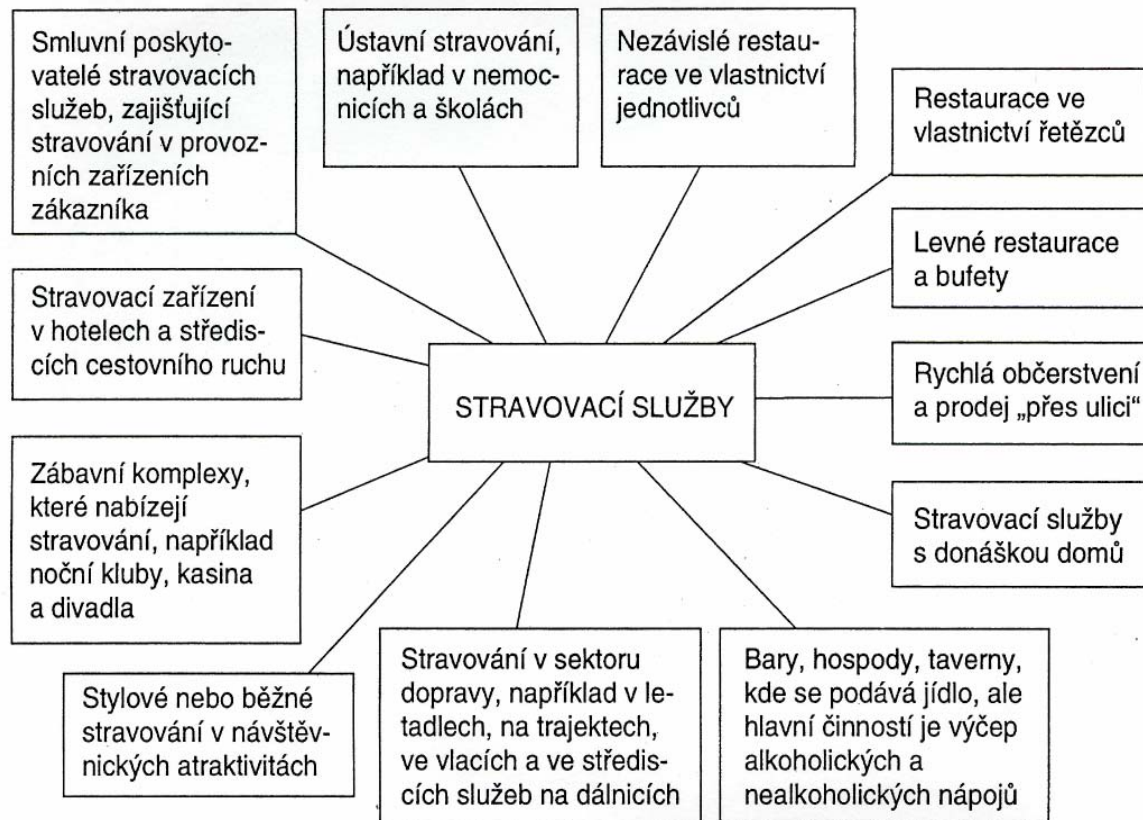 Smluvní poskyto-
vatelé stravovacích
služeb, zajišťující
stravování v provoz-
ních zařízeních
zákazníka
Ústavní stravování,
například v nemoc-
nicích a školách
Nezávislé restau-
race ve vlastnictví
jednotlivců
Restaurace ve
vlastnictví řetězců
Levné restaurace
a bufety
Stravovací zařízení
v hotelech a středis-
cích cestovního ruchu
STRAVOVACÍ SLUŽBY
Rychlá občerstvení
a prodej „přes ulici“
Zábavní komplexy,
které nabízejí
stravování, například
noční kluby, kasina
a divadla
Stravovací služby
s donáškou domů
Stylové nebo běžné
stravování v návštěv-
nických atraktivitách
Stravování v sektoru
dopravy, například v le-
tadlech, na trajektech,
ve vlacích a ve středis-
cích služeb na dálnicích
Bary, hospody, taverny,
kde se podává jídlo, ale
hlavní činností je výčep
alkoholických a
nealkoholických nápojů